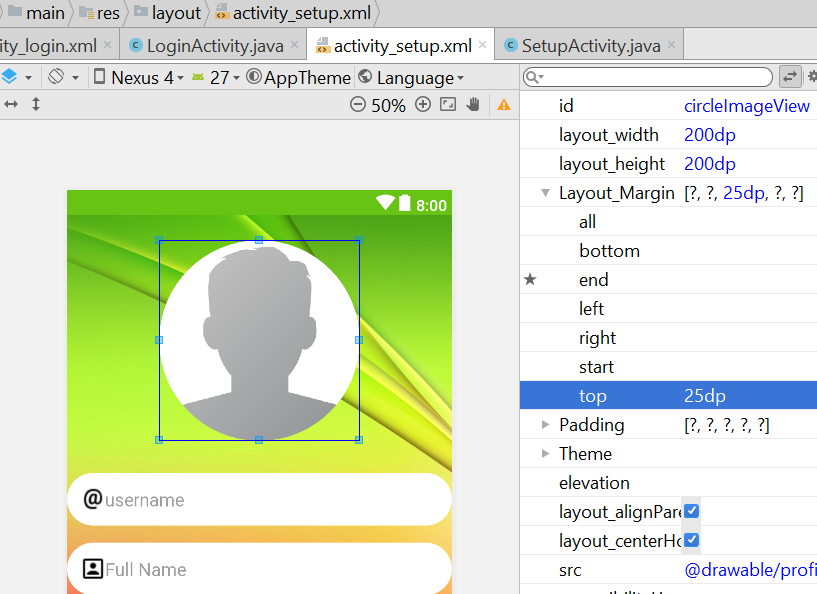 main res layout activity_setup.xml
ity_login.xml LoginActivity.java activity_setup.xml SetupActivity.java
Nexus 4 27 AppTheme Language
50%
id circleImageView
layout_width 200dp
layout_height 200dp
Layout_Margin [?, ?, 25dp, ?, ?]
all
bottom
end
left
right
start
top 25dp
Padding [?, ?, ?, ?, ?]
Theme
elevation
layout_alignPare
layout_centerHo
src @drawable/profi
8:00
@username
Full Name